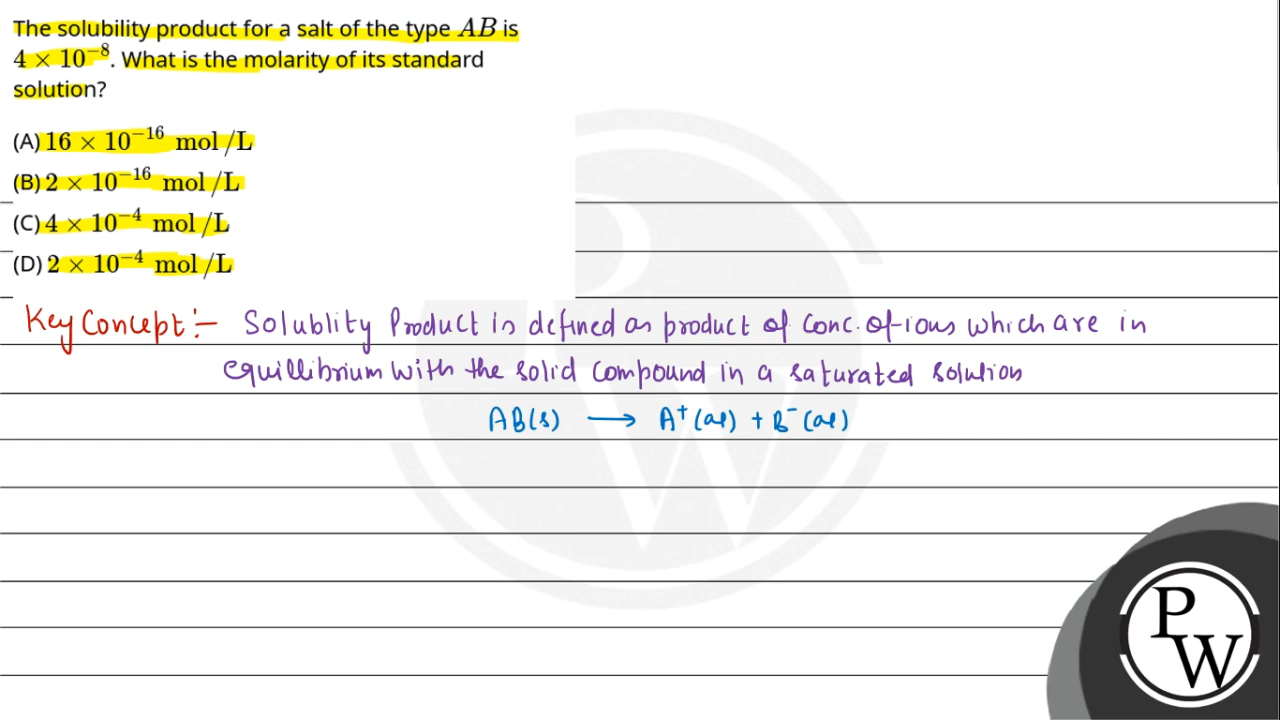 The solubility product for a salt of the type AB is
4 × 10⁻⁸. What is the molarity of its standard
solution?
(A) 16 × 10⁻¹⁶ mol/L
(B) 2 × 10⁻¹⁶ mol/L
(C) 4 × 10⁻⁴ mol/L
(D) 2 × 10⁻⁴ mol/L
Key Concept :- Solublity Product is defined as product of conc. of ions which are in
equillibrium with the solid compound in a saturated solution
AB(s) ⟶ A⁺(aq) + B⁻(aq)
PW